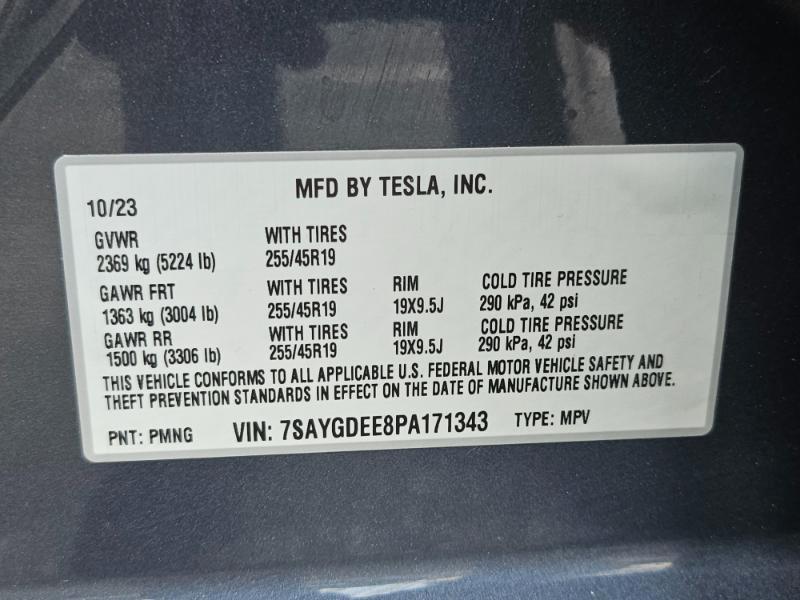 MFD BY TESLA, INC.
10/23
GVWR WITH TIRES
2369 kg (5224 lb) 255/45R19
GAWR FRT WITH TIRES RIM COLD TIRE PRESSURE
1363 kg (3004 lb) 255/45R19 19X9.5J 290 kPa, 42 psi
GAWR RR WITH TIRES RIM COLD TIRE PRESSURE
1500 kg (3306 lb) 255/45R19 19X9.5J 290 kPa, 42 psi
THIS VEHICLE CONFORMS TO ALL APPLICABLE U.S. FEDERAL MOTOR VEHICLE SAFETY AND
THEFT PREVENTION STANDARDS IN EFFECT ON THE DATE OF MANUFACTURE SHOWN ABOVE.
PNT: PMNG VIN: 7SAYGDEE8PA171343 TYPE: MPV